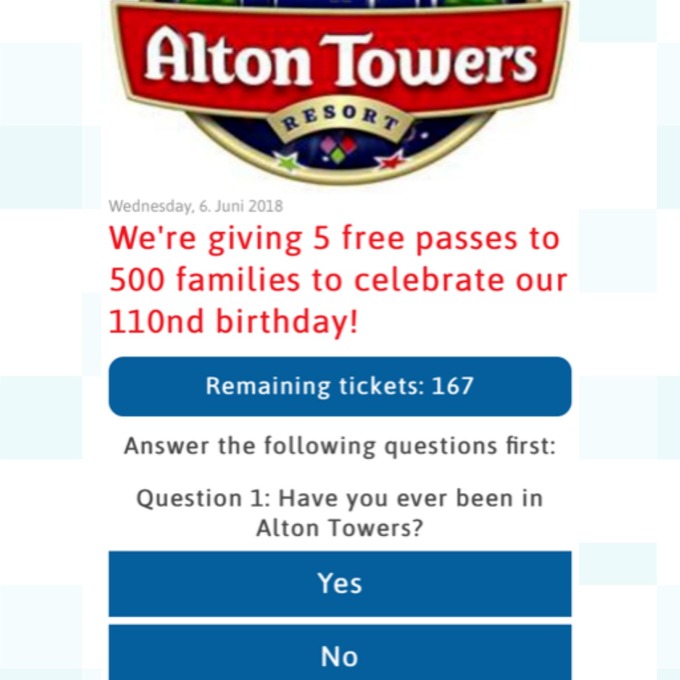 Alton Towers
RESORT
Wednesday, 6. Juni 2018
We're giving 5 free passes to
500 families to celebrate our
110nd birthday!
Remaining tickets: 167
Answer the following questions first:
Question 1: Have you ever been in
Alton Towers?
Yes
No